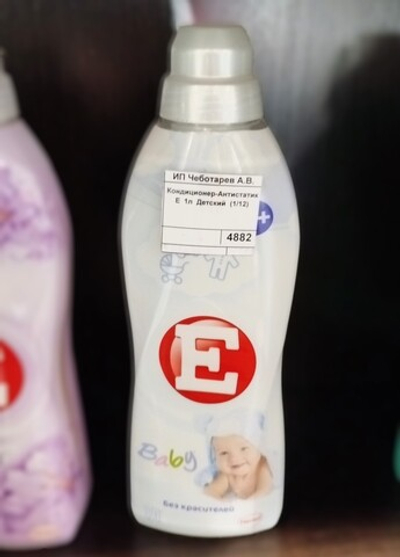 ИП Чеботарев А.В.
Кондиционер-Антистатик
Е 1л Детский (1/12)
4882
E
Baby
без красителей